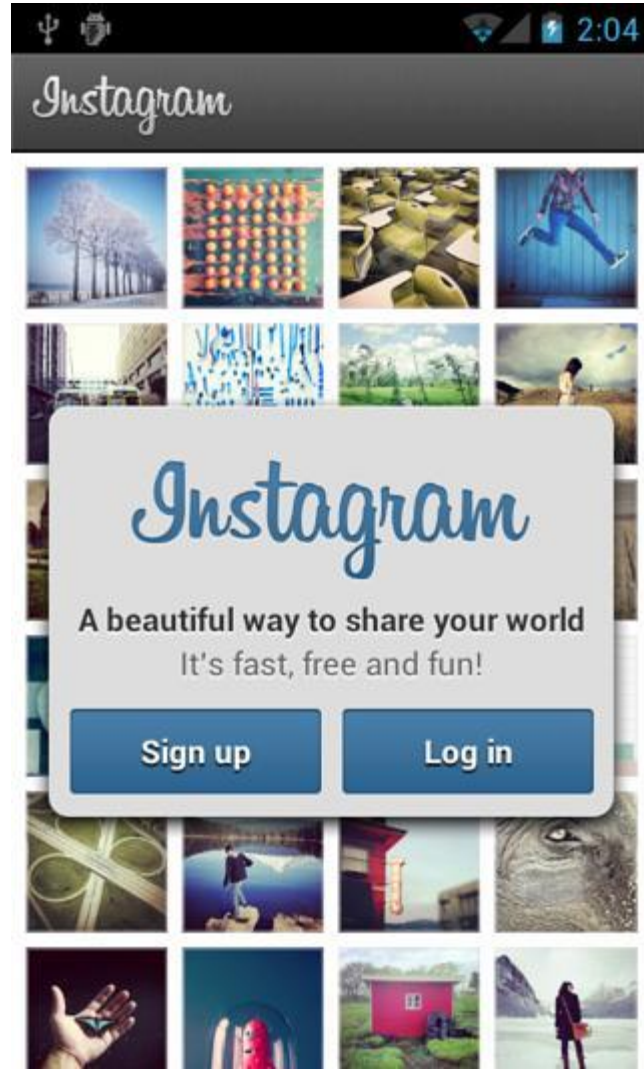 2:04
Instagram
Instagram
A beautiful way to share your world
It's fast, free and fun!
Sign up
Log in